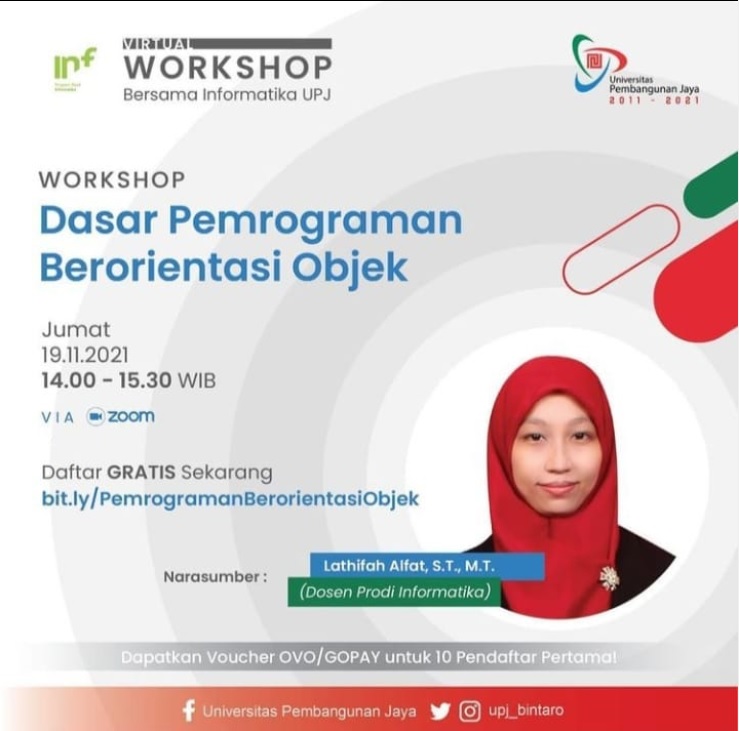 inf
VIRTUAL
WORKSHOP
Bersama Informatika UPJ
Universitas
Pembangunan Jaya
2011 - 2021
WORKSHOP
Dasar Pemrograman
Berorientasi Objek
Jumat
19.11.2021
14.00 - 15.30 WIB
VIA zoom
Daftar GRATIS Sekarang
bit.ly/PemrogramanBerorientasiObjek
Narasumber :
Lathifah Alfat, S.T., M.T.
(Dosen Prodi Informatika)
Dapatkan Voucher OVO/GOPAY untuk 10 Pendaftar Pertama!
Universitas Pembangunan Jaya upj_bintaro